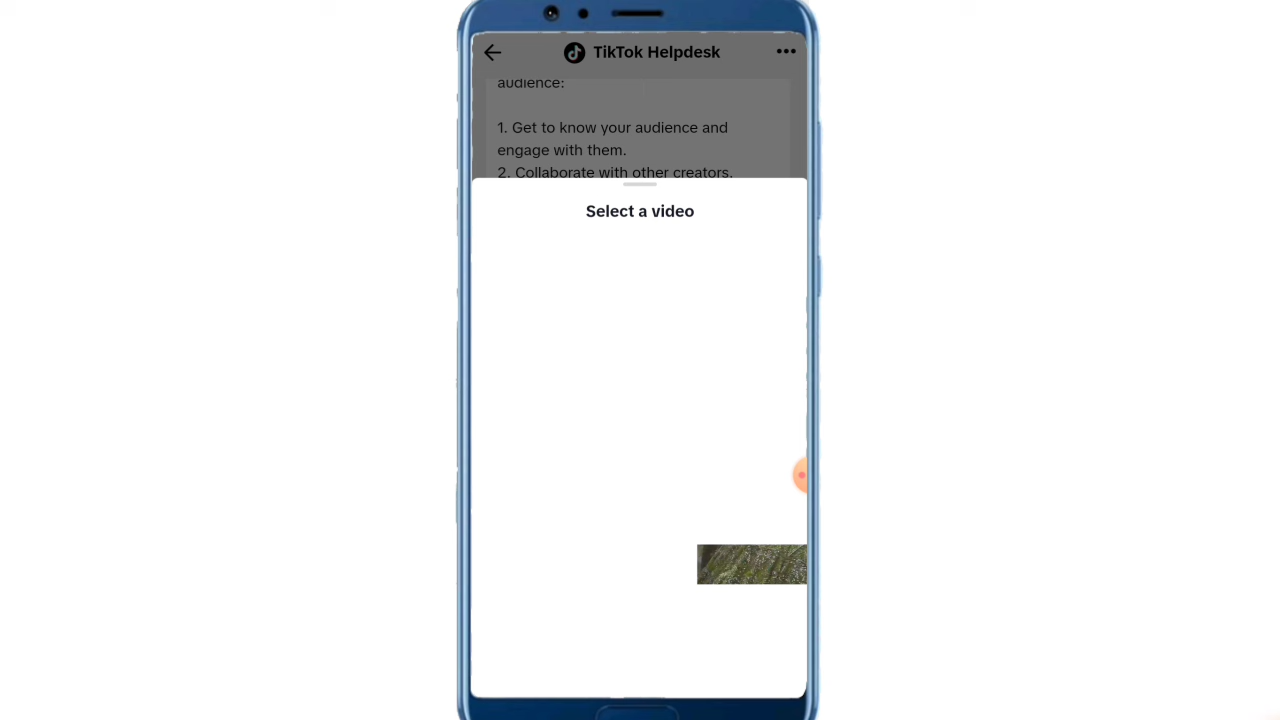 TikTok Helpdesk
audience:
1. Get to know your audience and
engage with them.
2. Collaborate with other creators.
Select a video